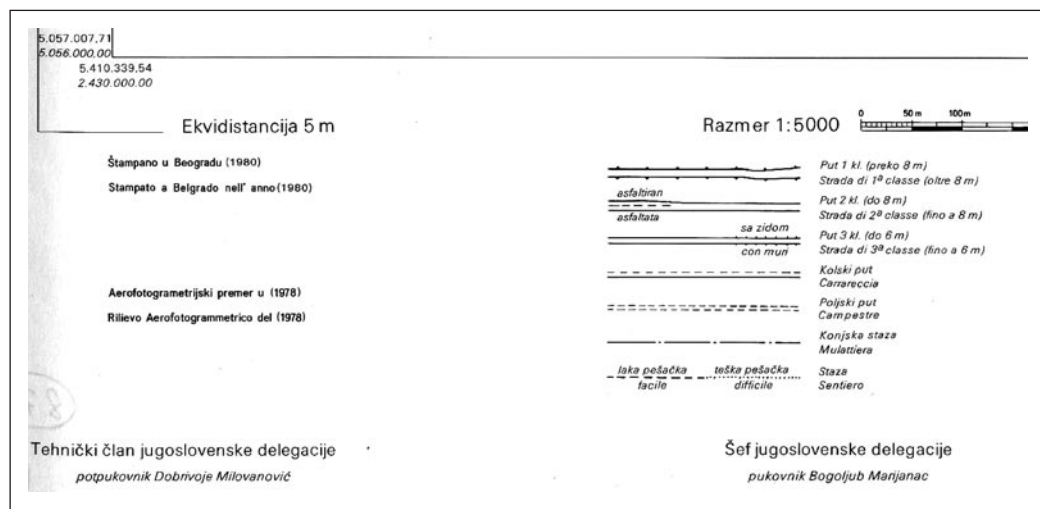 5.057.007,71
5.056.000,00
5.410.339,54
2.430.000.00
Ekvidistancija 5 m
Štampano u Beogradu (1980)
Stampato a Belgrado nell' anno (1980)
Aerofotogrametrijski premer u (1978)
Rilievo Aerofotogrammetrico del (1978)
Tehnički član jugoslovenske delegacije
potpukovnik Dobrivoje Milovanović
Razmer 1:5000
0 50 m 100m
Put 1 kl. (preko 8 m)
Strada di 1ª classe (oltre 8 m)
asfaltiran
Put 2 kl. (do 8 m)
asfaltata
Strada di 2ª classe (fino a 8 m)
sa zidom
Put 3 kl. (do 6 m)
con muri
Strada di 3ª classe (fino a 6 m)
Kolski put
Carrareccia
Poljski put
Campestre
Konjska staza
Mulattiera
laka pešačka teška pešačka Staza
facile difficile Sentiero
Šef jugoslovenske delegacije
pukovnik Bogoljub Marijanac